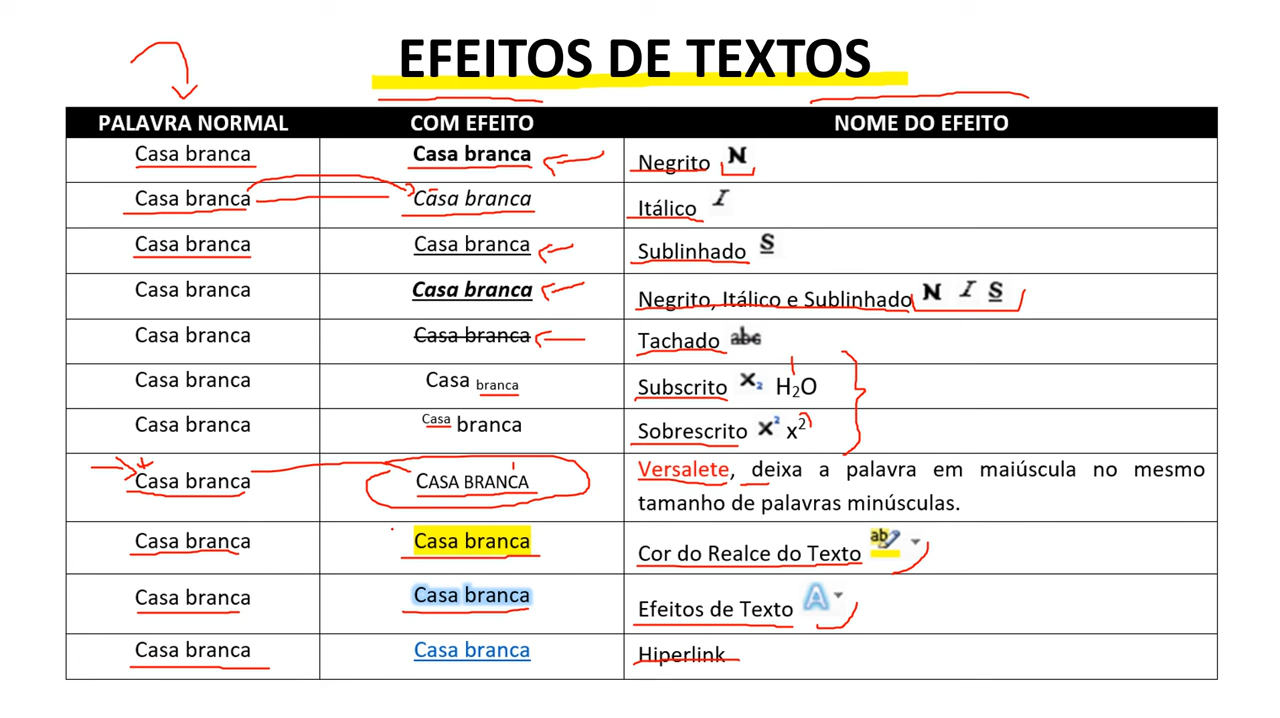 EFEITOS DE TEXTOS
PALAVRA NORMAL COM EFEITO NOME DO EFEITO
Casa branca Casa branca Negrito N
Casa branca Casa branca Itálico I
Casa branca Casa branca Sublinhado S
Casa branca Casa branca Negrito, Itálico e Sublinhado N I S
Casa branca Casa branca Tachado abc
Casa branca Casa branca Subscrito X₂ H₂O
Casa branca Casa branca Sobrescrito X² x²
Casa branca CASA BRANCA Versalete, deixa a palavra em maiúscula no mesmo
tamanho de palavras minúsculas.
Casa branca Casa branca Cor do Realce do Texto ab
Casa branca Casa branca Efeitos de Texto A
Casa branca Casa branca Hiperlink